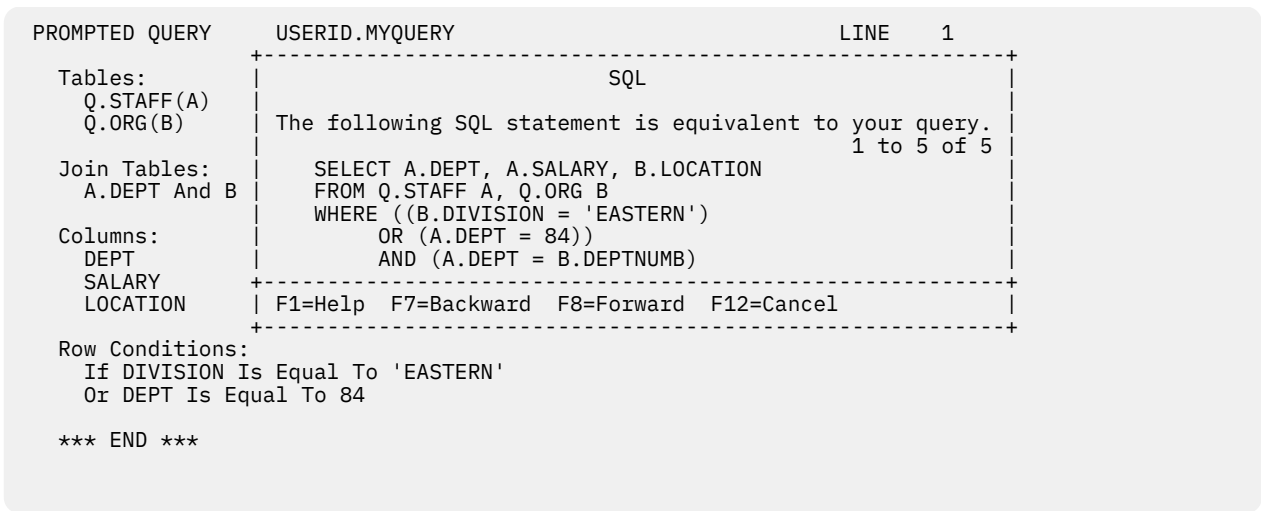 PROMPTED QUERY     USERID.MYQUERY                              LINE    1
                 +----------------------------------------------------------+
  Tables:        |                           SQL                            |
    Q.STAFF(A)   |                                                          |
    Q.ORG(B)     | The following SQL statement is equivalent to your query. |
                 |                                              1 to 5 of 5 |
  Join Tables:   |    SELECT A.DEPT, A.SALARY, B.LOCATION                   |
    A.DEPT And B |    FROM Q.STAFF A, Q.ORG B                               |
                 |    WHERE ((B.DIVISION = 'EASTERN')                       |
  Columns:       |         OR (A.DEPT = 84))                                |
    DEPT         |         AND (A.DEPT = B.DEPTNUMB)                        |
    SALARY       +----------------------------------------------------------+
    LOCATION     | F1=Help  F7=Backward  F8=Forward  F12=Cancel             |
                 +----------------------------------------------------------+
  Row Conditions:
    If DIVISION Is Equal To 'EASTERN'
    Or DEPT Is Equal To 84
  *** END ***